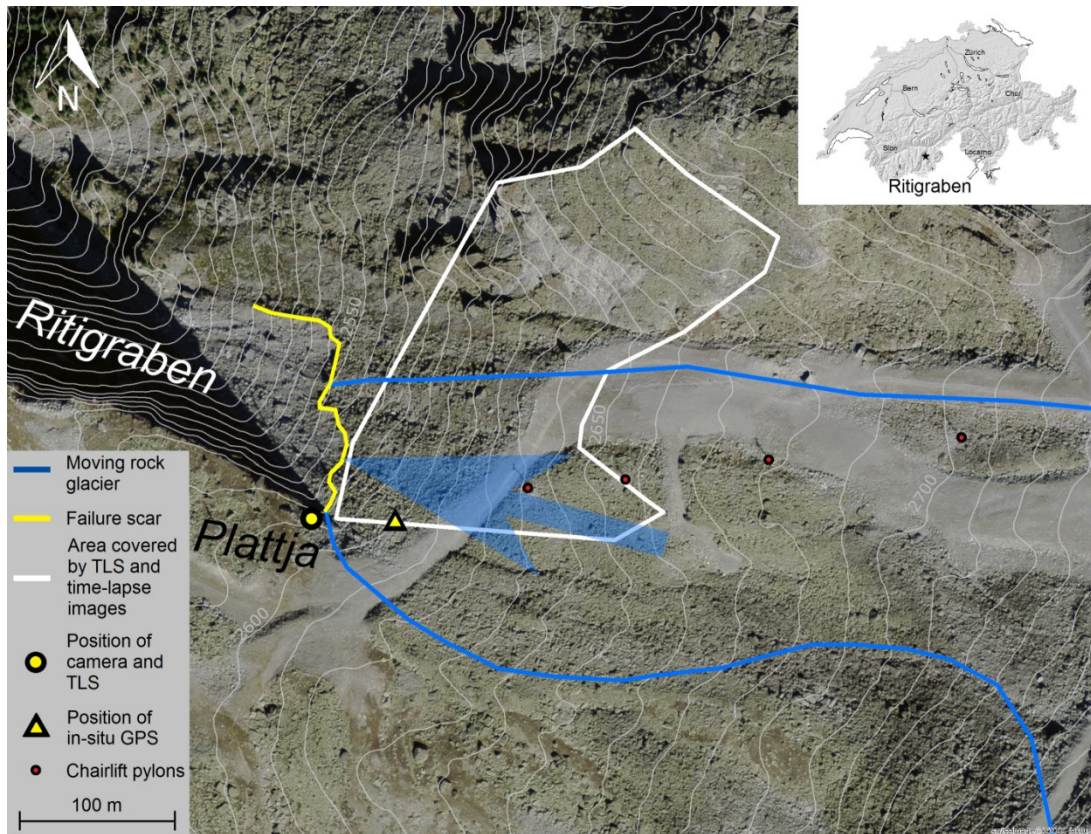 N
Zürich
Bern
Chur
Sion
Locarno
Ritigraben
2550
Ritigraben
2650
2700
Plattja
2600
Moving rock
glacier
Failure scar
Area covered
by TLS and
time-lapse
images
Position of
camera and
TLS
Position of
in-situ GPS
Chairlift pylons
100 m